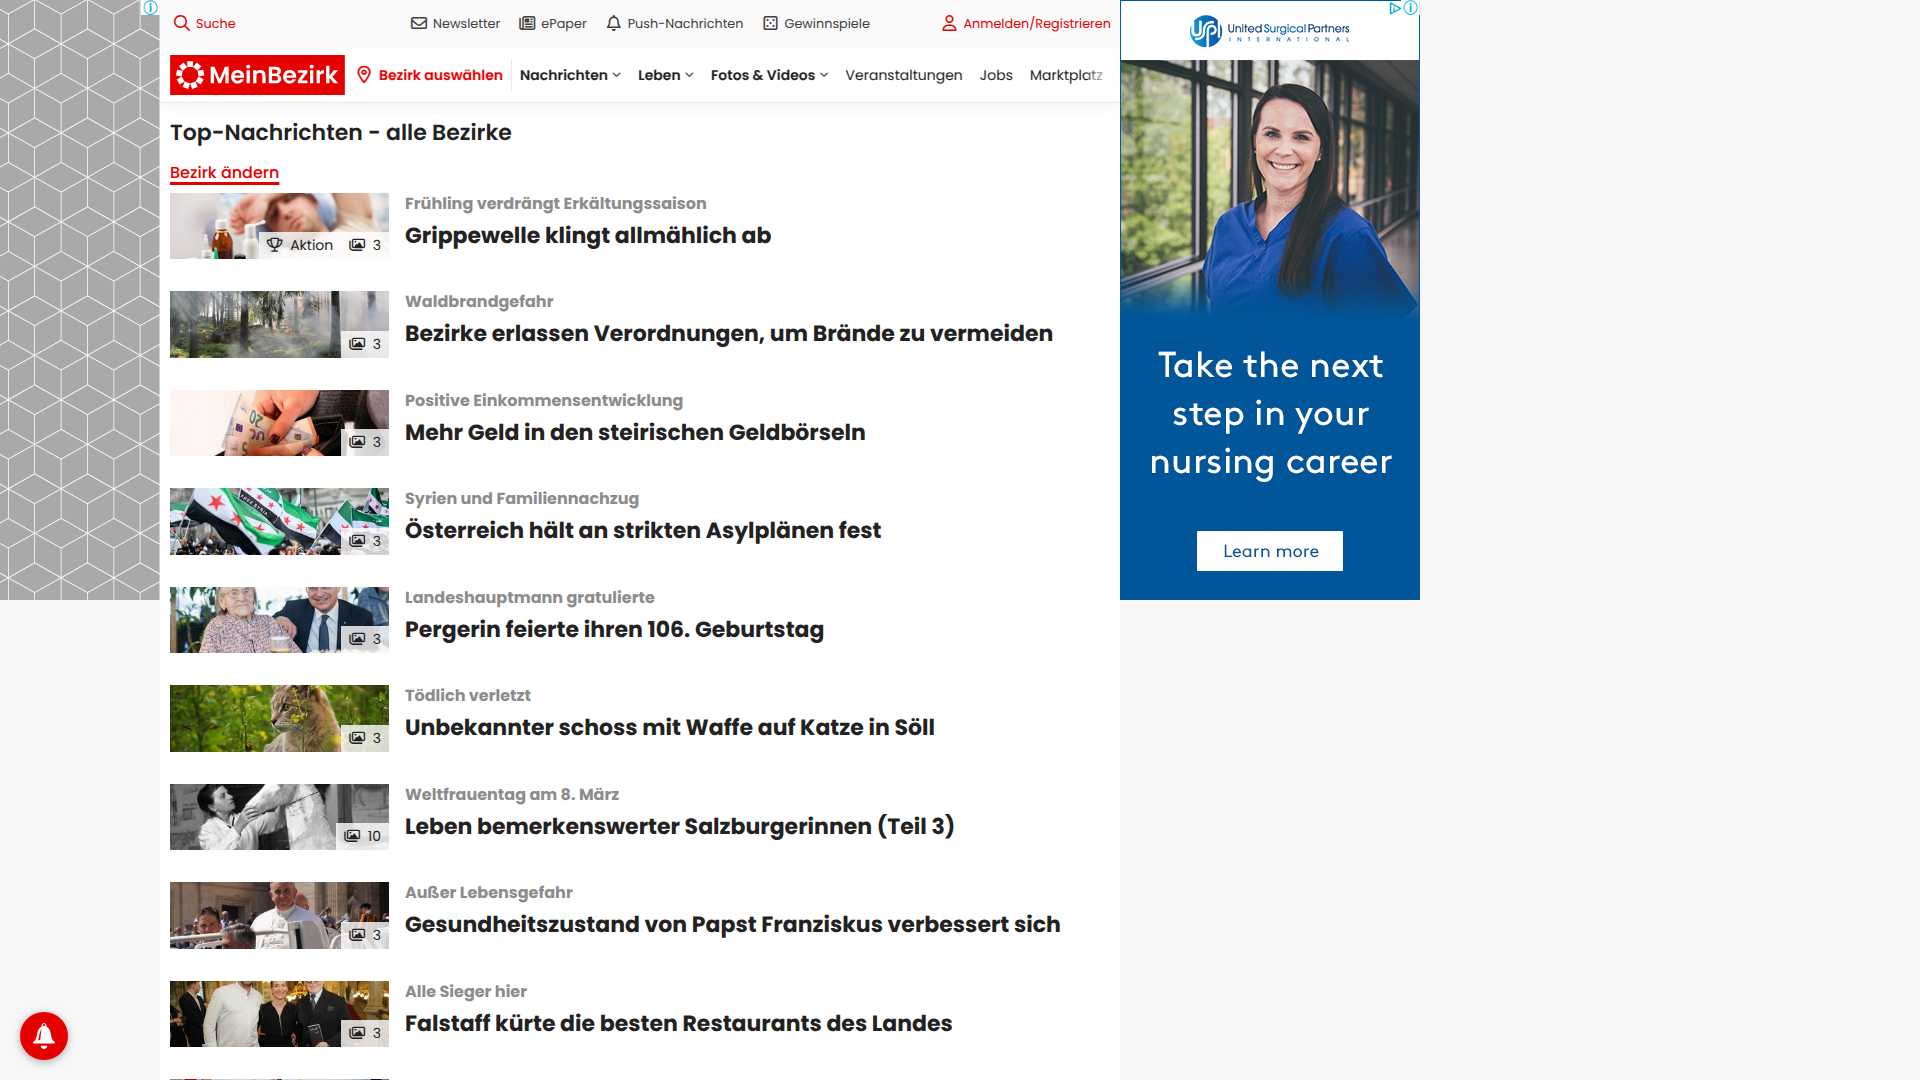 Suche
Newsletter
ePaper
Push-Nachrichten
Gewinnspiele
Anmelden/Registrieren
MeinBezirk
Bezirk auswählen
Nachrichten
Leben
Fotos & Videos
Veranstaltungen
Jobs
Marktplatz
Top-Nachrichten - alle Bezirke
Bezirk ändern
Aktion 3
Frühling verdrängt Erkältungssaison
Grippewelle klingt allmählich ab
3
Waldbrandgefahr
Bezirke erlassen Verordnungen, um Brände zu vermeiden
3
Positive Einkommensentwicklung
Mehr Geld in den steirischen Geldbörseln
3
Syrien und Familiennachzug
Österreich hält an strikten Asylplänen fest
3
Landeshauptmann gratulierte
Pergerin feierte ihren 106. Geburtstag
3
Tödlich verletzt
Unbekannter schoss mit Waffe auf Katze in Söll
10
Weltfrauentag am 8. März
Leben bemerkenswerter Salzburgerinnen (Teil 3)
3
Außer Lebensgefahr
Gesundheitszustand von Papst Franziskus verbessert sich
3
Alle Sieger hier
Falstaff kürte die besten Restaurants des Landes
USPI
United Surgical Partners
INTERNATIONAL
Take the next
step in your
nursing career
Learn more